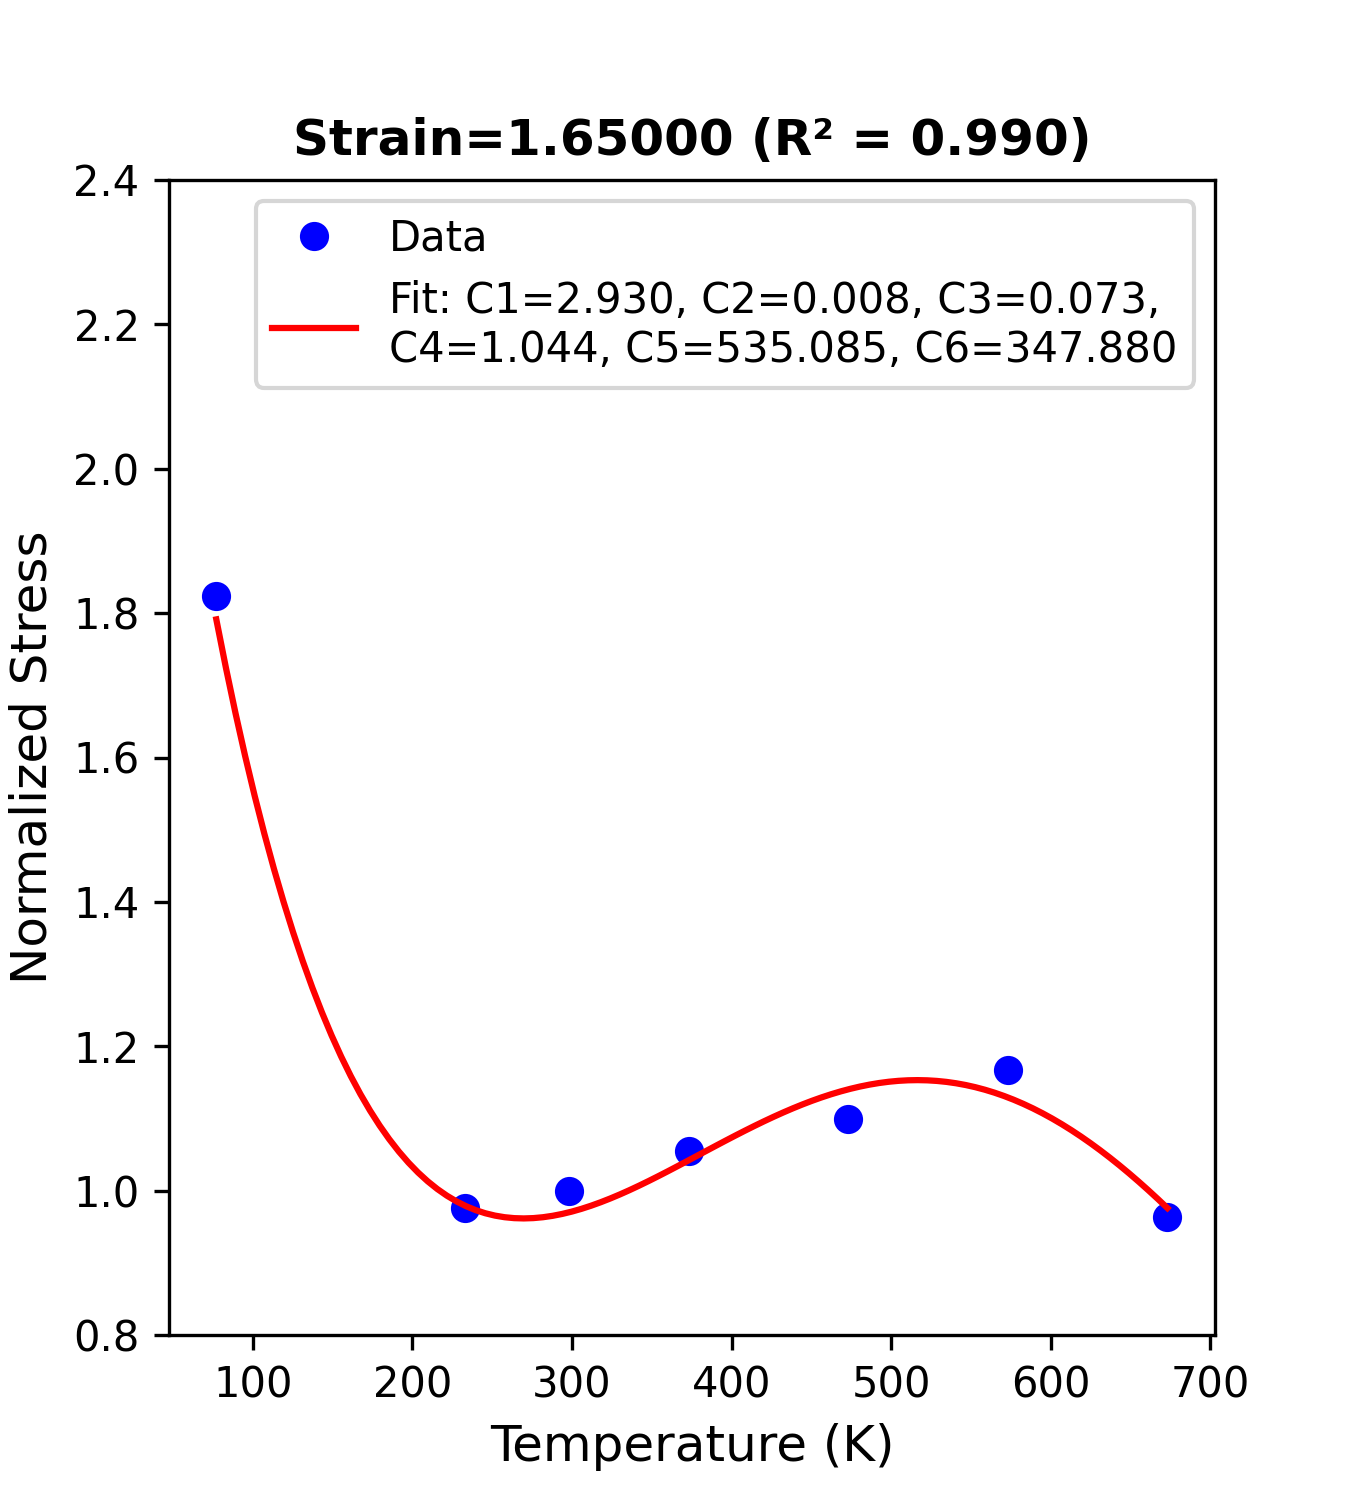 Strain=1.65000 (R² = 0.990)
2.4
2.2
2.0
1.8
1.6
1.4
1.2
1.0
0.8
Normalized Stress
Data
Fit: C1=2.930, C2=0.008, C3=0.073,
C4=1.044, C5=535.085, C6=347.880
100 200 300 400 500 600 700
Temperature (K)